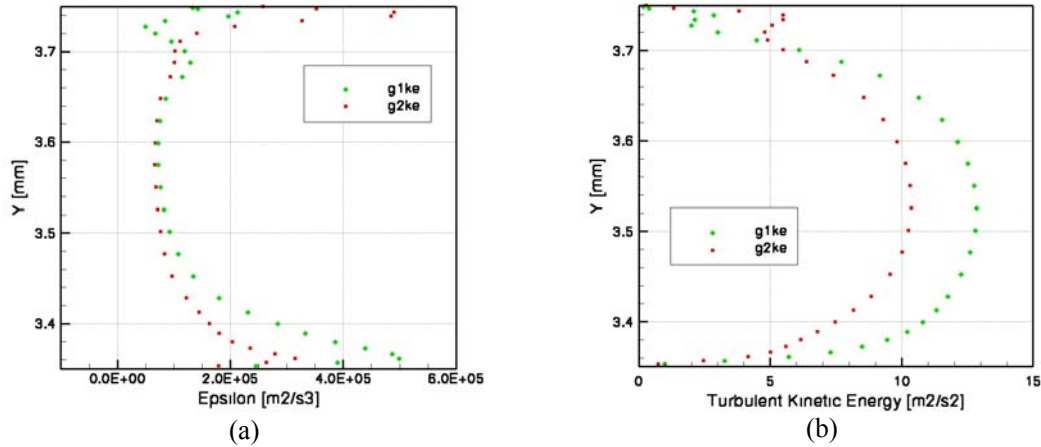 3.7
3.6
3.5
3.4
Y [mm]
g1ke
g2ke
0.0E+00 2.0E+05 4.0E+05 6.0E+05
Epsilon [m2/s3]
(a)
3.7
3.6
3.5
3.4
Y [mm]
g1ke
g2ke
0 5 10 15
Turbulent Kinetic Energy [m2/s2]
(b)